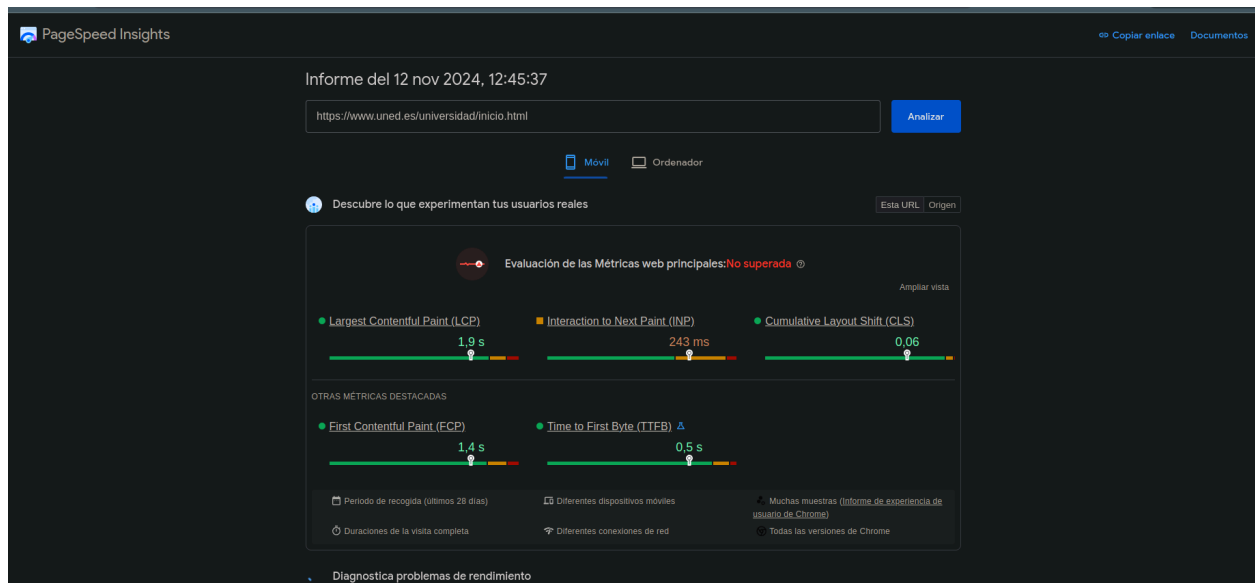 PageSpeed Insights
Copiar enlace Documentos
Informe del 12 nov 2024, 12:45:37
https://www.uned.es/universidad/inicio.html
Analizar
Móvil Ordenador
Descubre lo que experimentan tus usuarios reales
Esta URL Origen
Evaluación de las Métricas web principales:No superada
Ampliar vista
Largest Contentful Paint (LCP) Interaction to Next Paint (INP) Cumulative Layout Shift (CLS)
1,9 s 243 ms 0,06
OTRAS MÉTRICAS DESTACADAS
First Contentful Paint (FCP) Time to First Byte (TTFB)
1,4 s 0,5 s
Periodo de recogida (últimos 28 días) Diferentes dispositivos móviles Muchas muestras (Informe de experiencia de
usuario de Chrome)
Duraciones de la visita completa Diferentes conexiones de red Todas las versiones de Chrome
Diagnostica problemas de rendimiento